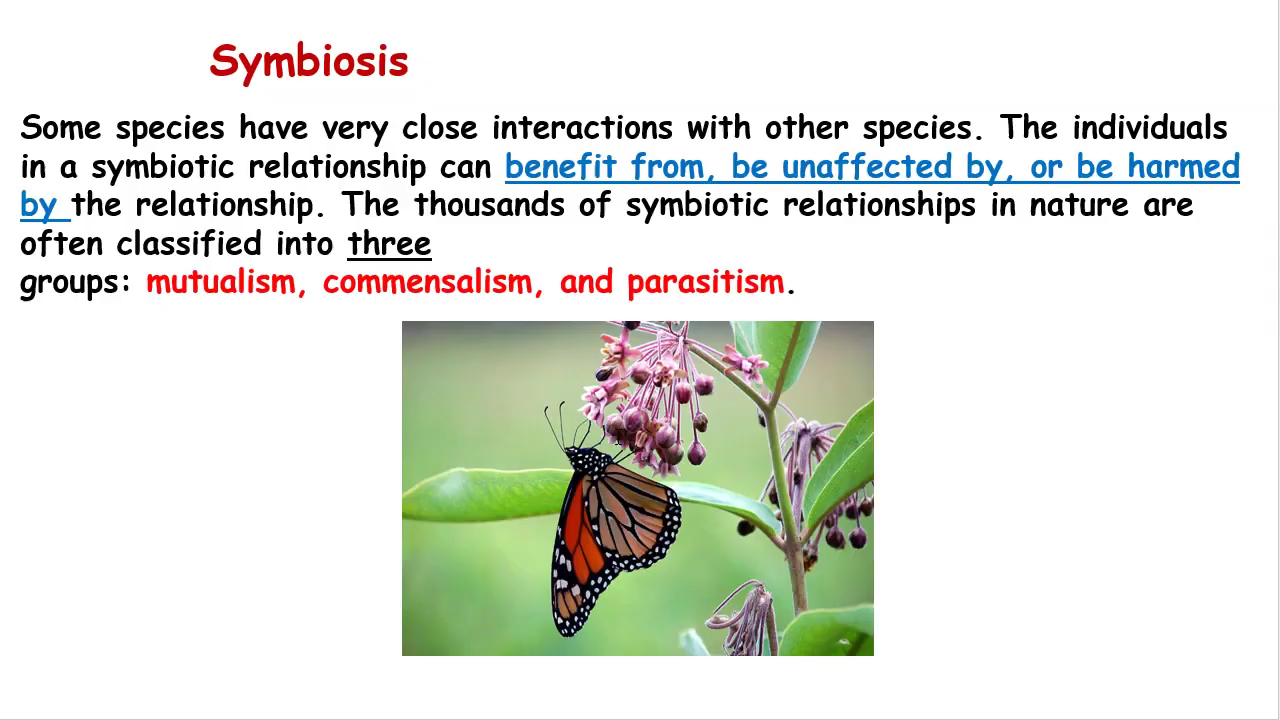 Symbiosis
Some species have very close interactions with other species. The individuals
in a symbiotic relationship can benefit from, be unaffected by, or be harmed
by the relationship. The thousands of symbiotic relationships in nature are
often classified into three
groups: mutualism, commensalism, and parasitism.